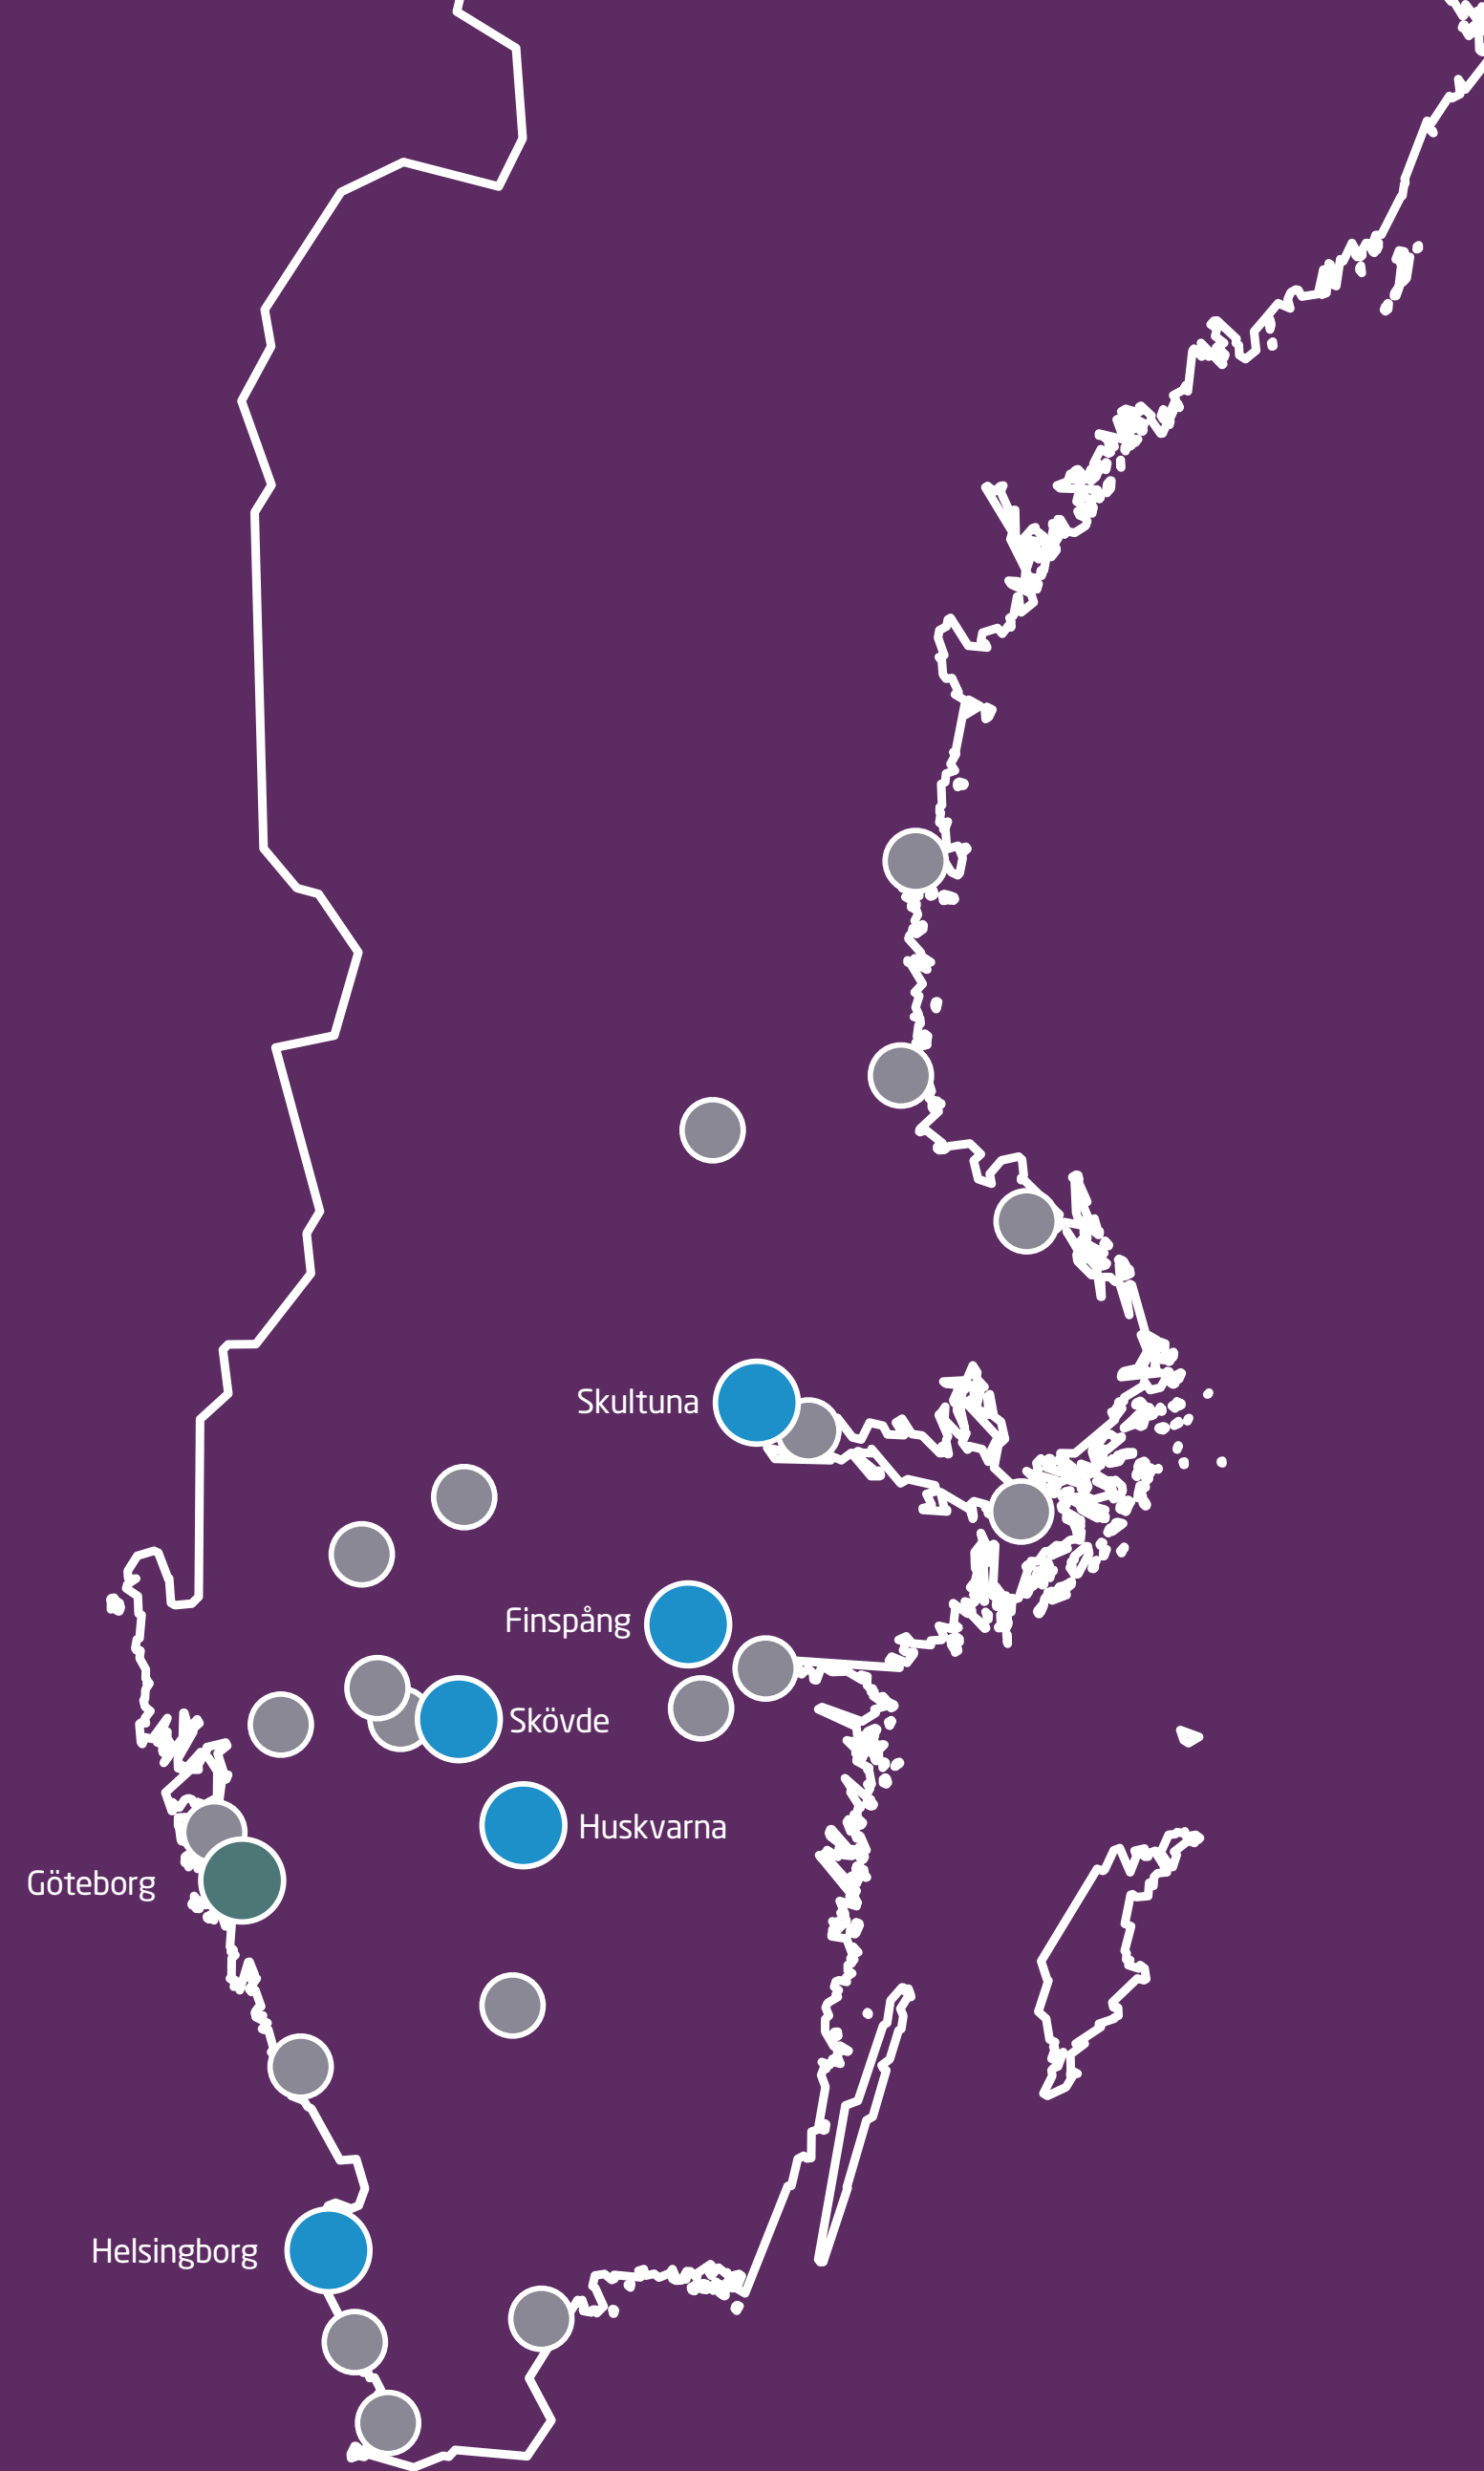 Skultuna
Finspång
Skövde
Huskvarna
Göteborg
Helsingborg